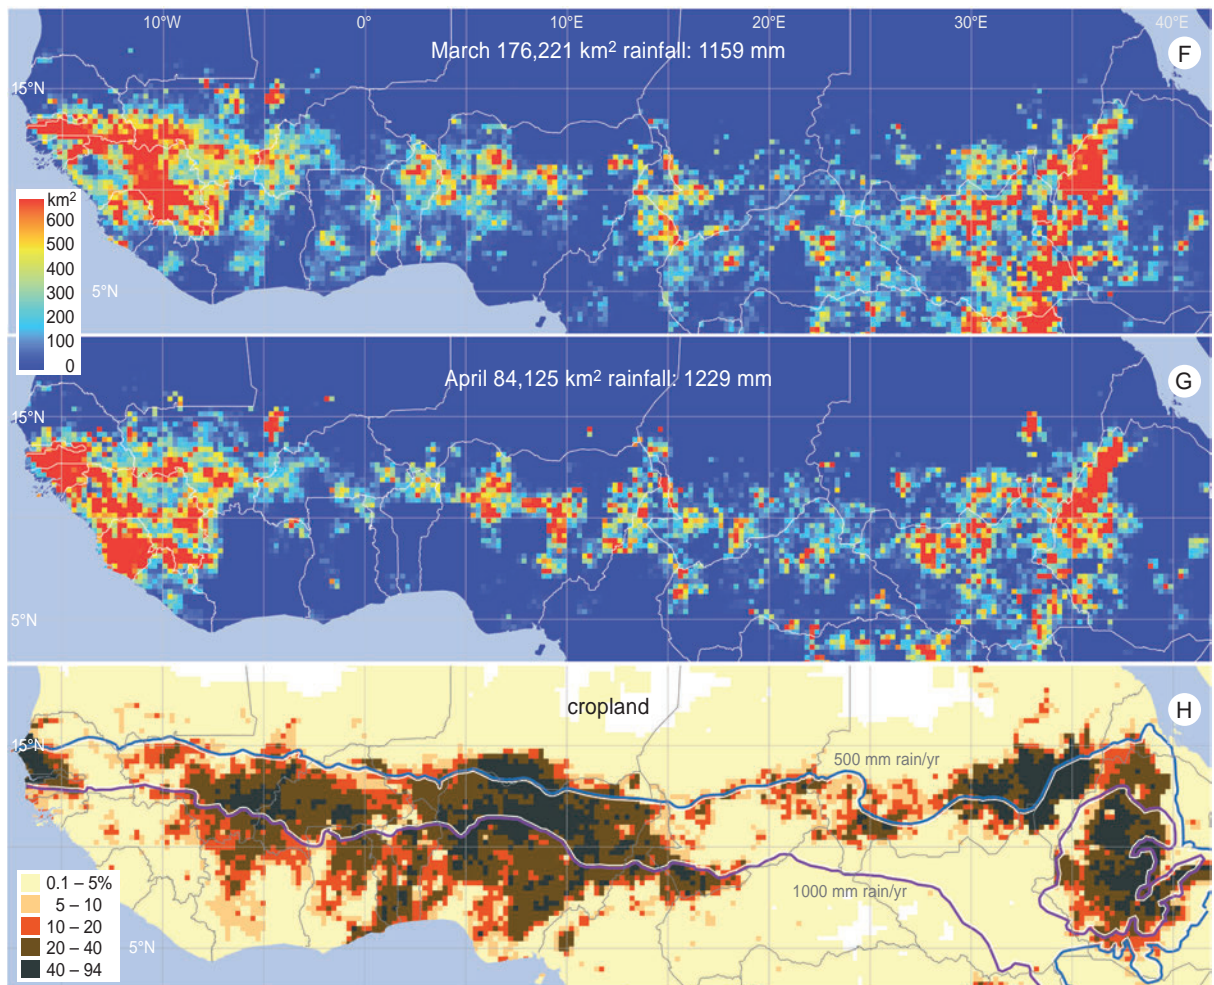 10°W 0° 10°E 20°E 30°E 40°E
March 176,221 km² rainfall: 1159 mm
F
15°N
km²
600
500
400
300
200
100
0
5°N
April 84,125 km² rainfall: 1229 mm
G
15°N
5°N
cropland
H
15°N
500 mm rain/yr
1000 mm rain/yr
0.1 – 5%
5 – 10
10 – 20
20 – 40
40 – 94
5°N